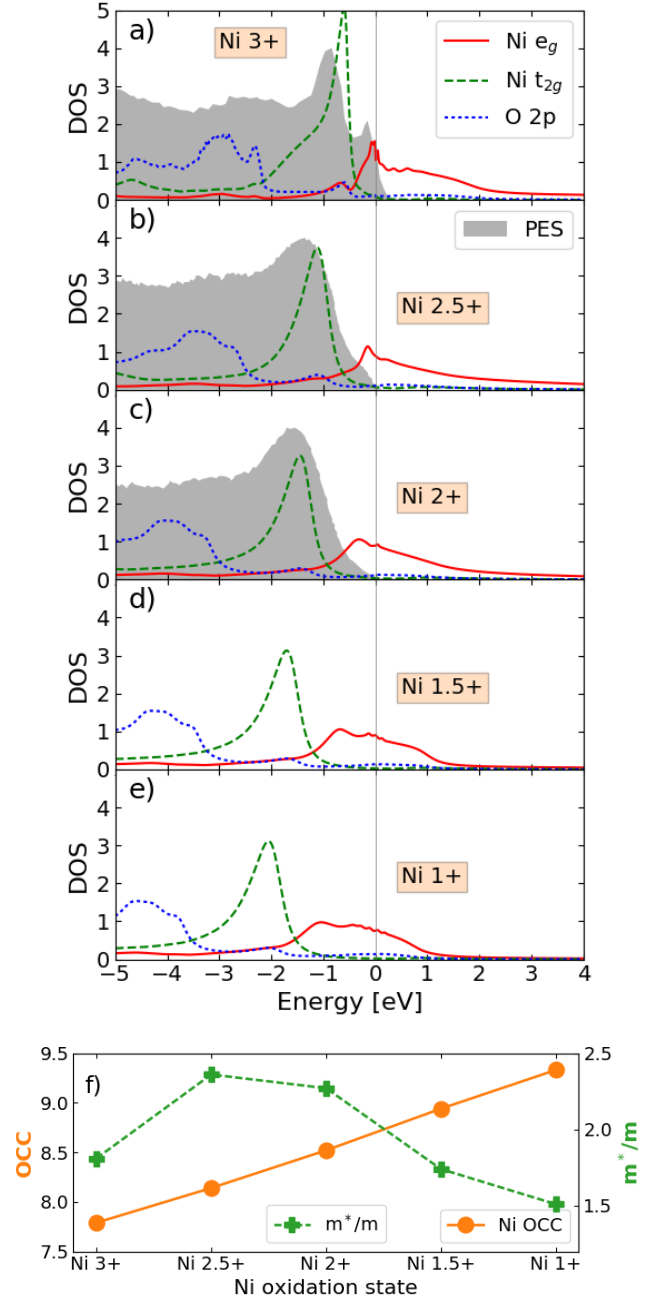 a)
Ni 3+
Ni e_g
Ni t_2g
O 2p
DOS
5
4
3
2
1
0
b)
PES
Ni 2.5+
DOS
4
3
2
1
0
c)
Ni 2+
DOS
4
3
2
1
0
d)
Ni 1.5+
DOS
4
3
2
1
0
e)
Ni 1+
DOS
4
3
2
1
0
−5 −4 −3 −2 −1 0 1 2 3 4
Energy [eV]
f)
OCC
9.5
9.0
8.5
8.0
7.5
m*/m
2.5
2.0
1.5
m*/m
Ni OCC
Ni 3+ Ni 2.5+ Ni 2+ Ni 1.5+ Ni 1+
Ni oxidation state